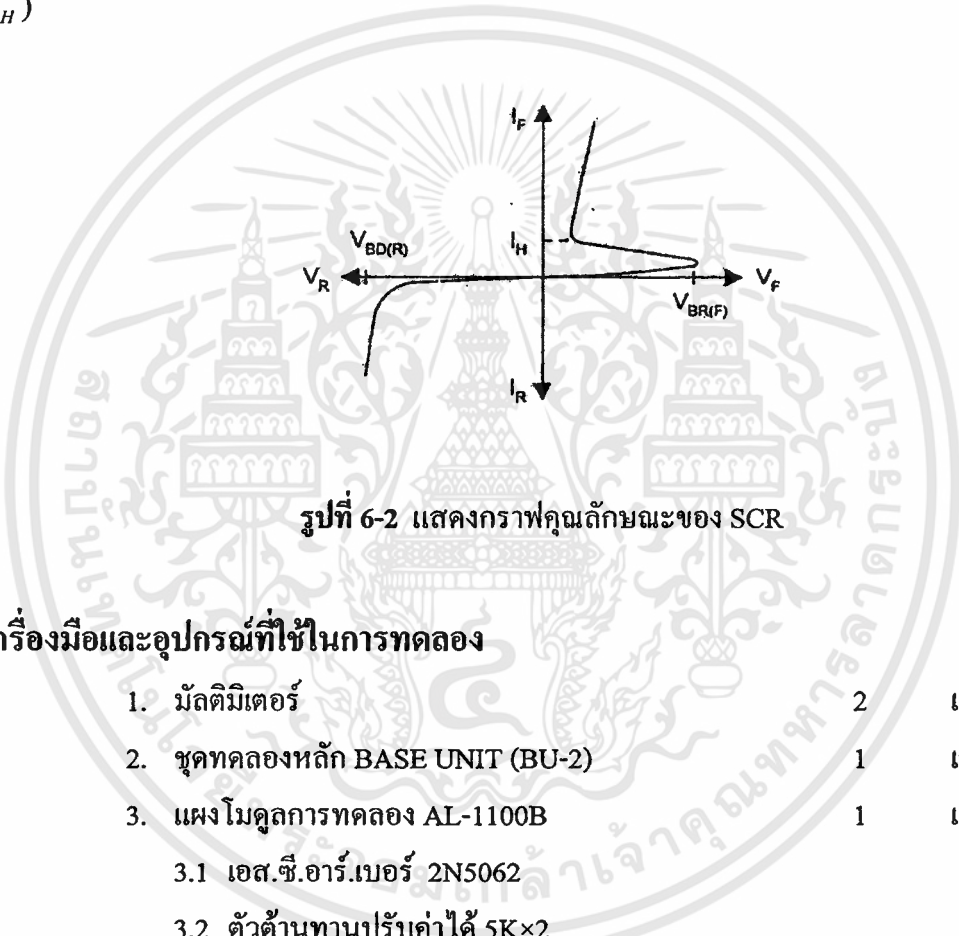 H)
I_F
V_BD(R)
I_H
V_R
V_F
V_BR(F)
I_R
รูปที่ 6-2 แสดงกราฟคุณลักษณะของ SCR
ครื่องมือและอุปกรณ์ที่ใช้ในการทดลอง
1. มัลติมิเตอร์ 2 เ
2. ชุดทดลองหลัก BASE UNIT (BU-2) 1 เ
3. แผงโมดูลการทดลอง AL-1100B 1 เ
3.1 เอส.ซี.อาร์.เบอร์ 2N5062
3.2 ตัวต้านทานปรับค่าได้ 5K×2